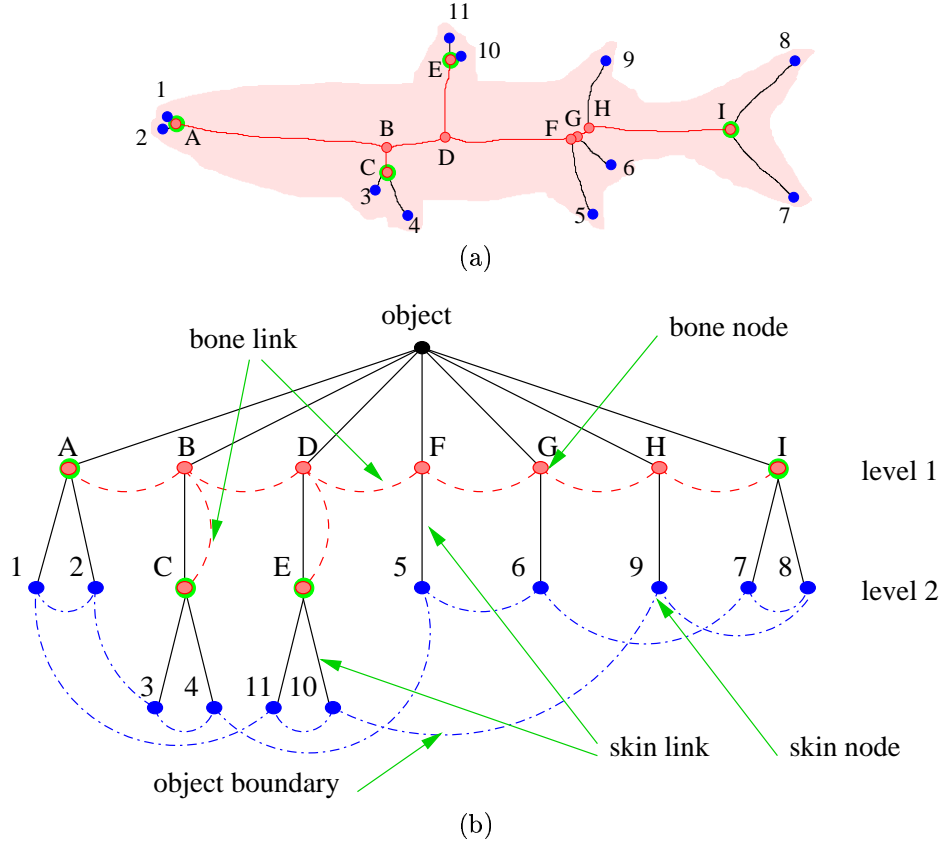 11
10
E
9
8
1
2
A
B
C
D
F
G
H
I
3
4
5
6
7
(a)
object
bone link
bone node
A B D F G H I level 1
1 2 C E 5 6 9 7 8 level 2
3 4 11 10
skin link
skin node
object boundary
(b)